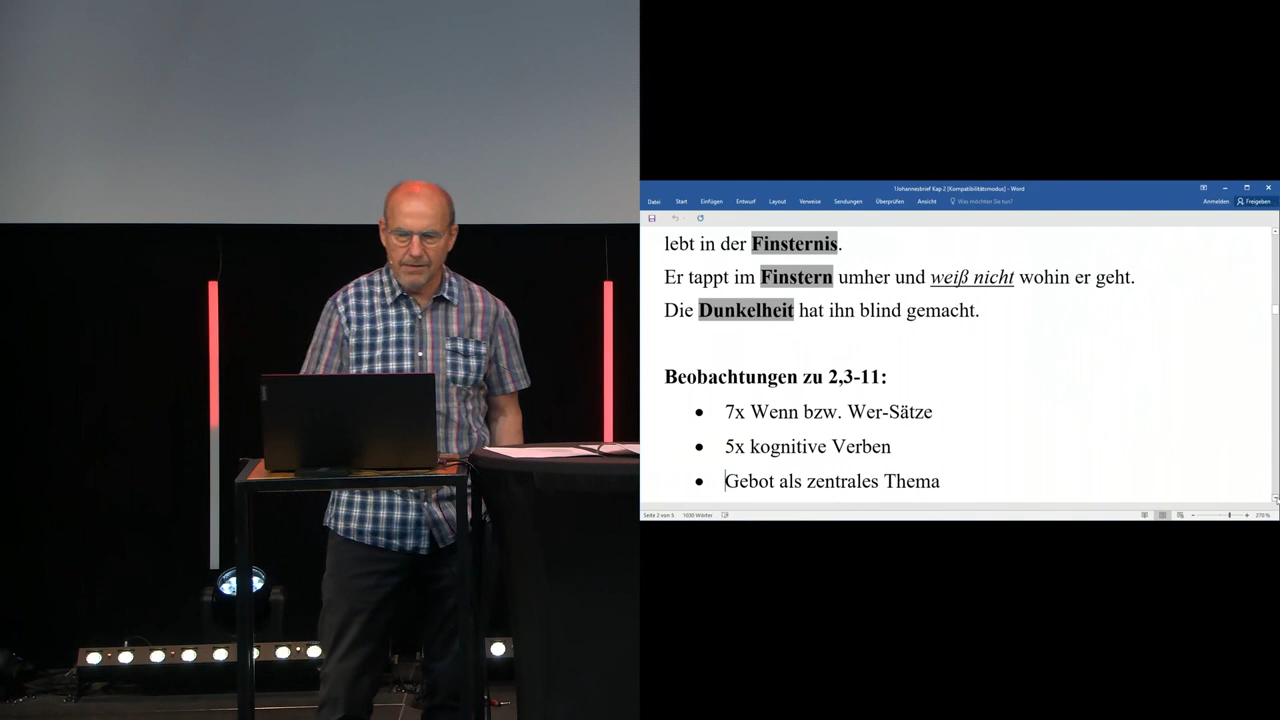 1Johannesbrief Kap 2 [Kompatibilitätsmodus] - Word
Datei Start Einfügen Entwurf Layout Verweise Sendungen Überprüfen Ansicht Was möchten Sie tun? Anmelden Freigeben
lebt in der Finsternis.
Er tappt im Finstern umher und weiß nicht wohin er geht.
Die Dunkelheit hat ihn blind gemacht.
Beobachtungen zu 2,3-11:
• 7x Wenn bzw. Wer-Sätze
• 5x kognitive Verben
• Gebot als zentrales Thema
Seite 2 von 5 1030 Wörter 270 %